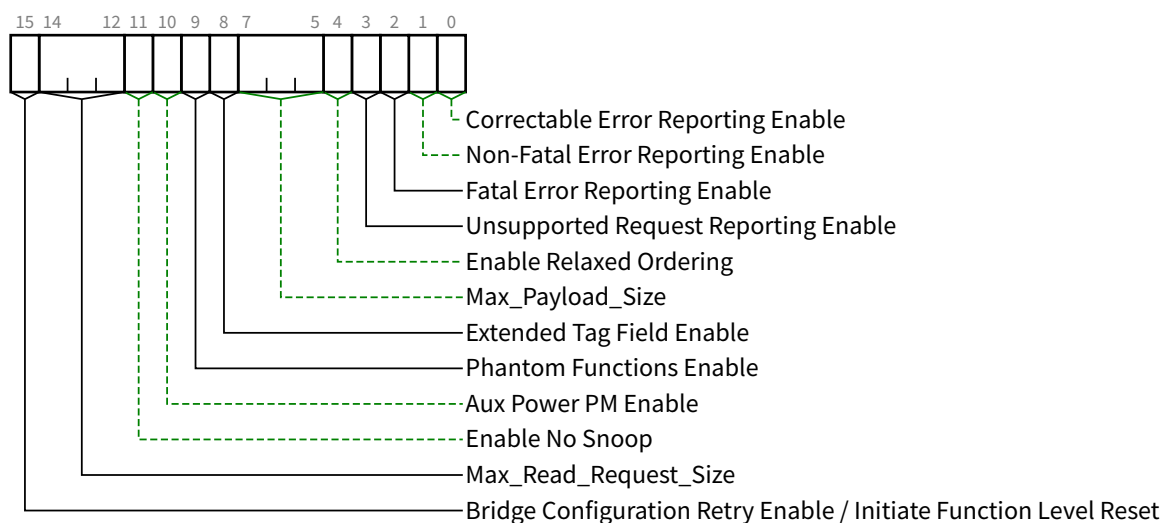 15 14 12 11 10 9 8 7 5 4 3 2 1 0
Correctable Error Reporting Enable
Non-Fatal Error Reporting Enable
Fatal Error Reporting Enable
Unsupported Request Reporting Enable
Enable Relaxed Ordering
Max_Payload_Size
Extended Tag Field Enable
Phantom Functions Enable
Aux Power PM Enable
Enable No Snoop
Max_Read_Request_Size
Bridge Configuration Retry Enable / Initiate Function Level Reset